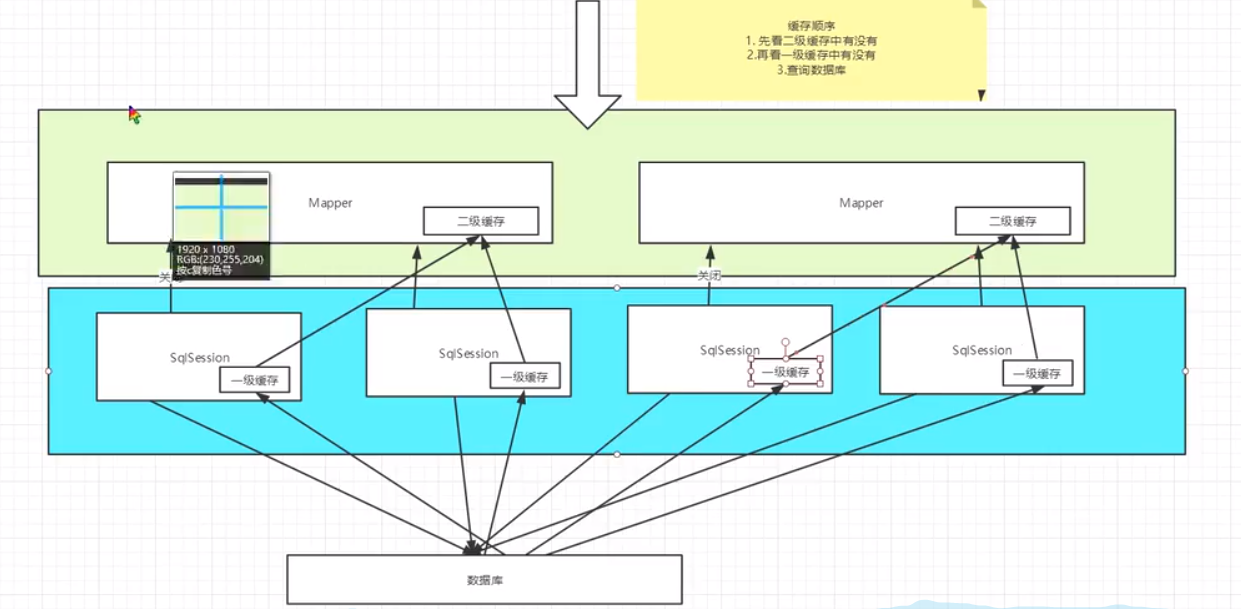 缓存顺序
1. 先看二级缓存中有没有
2.再看一级缓存中有没有
3.查询数据库
Mapper
二级缓存
Mapper
二级缓存
1920 x 1080
RGB:(230,255,204)
按c复制色号
关
关闭
SqlSession
一级缓存
SqlSession
一级缓存
SqlSession
一级缓存
SqlSession
一级缓存
数据库